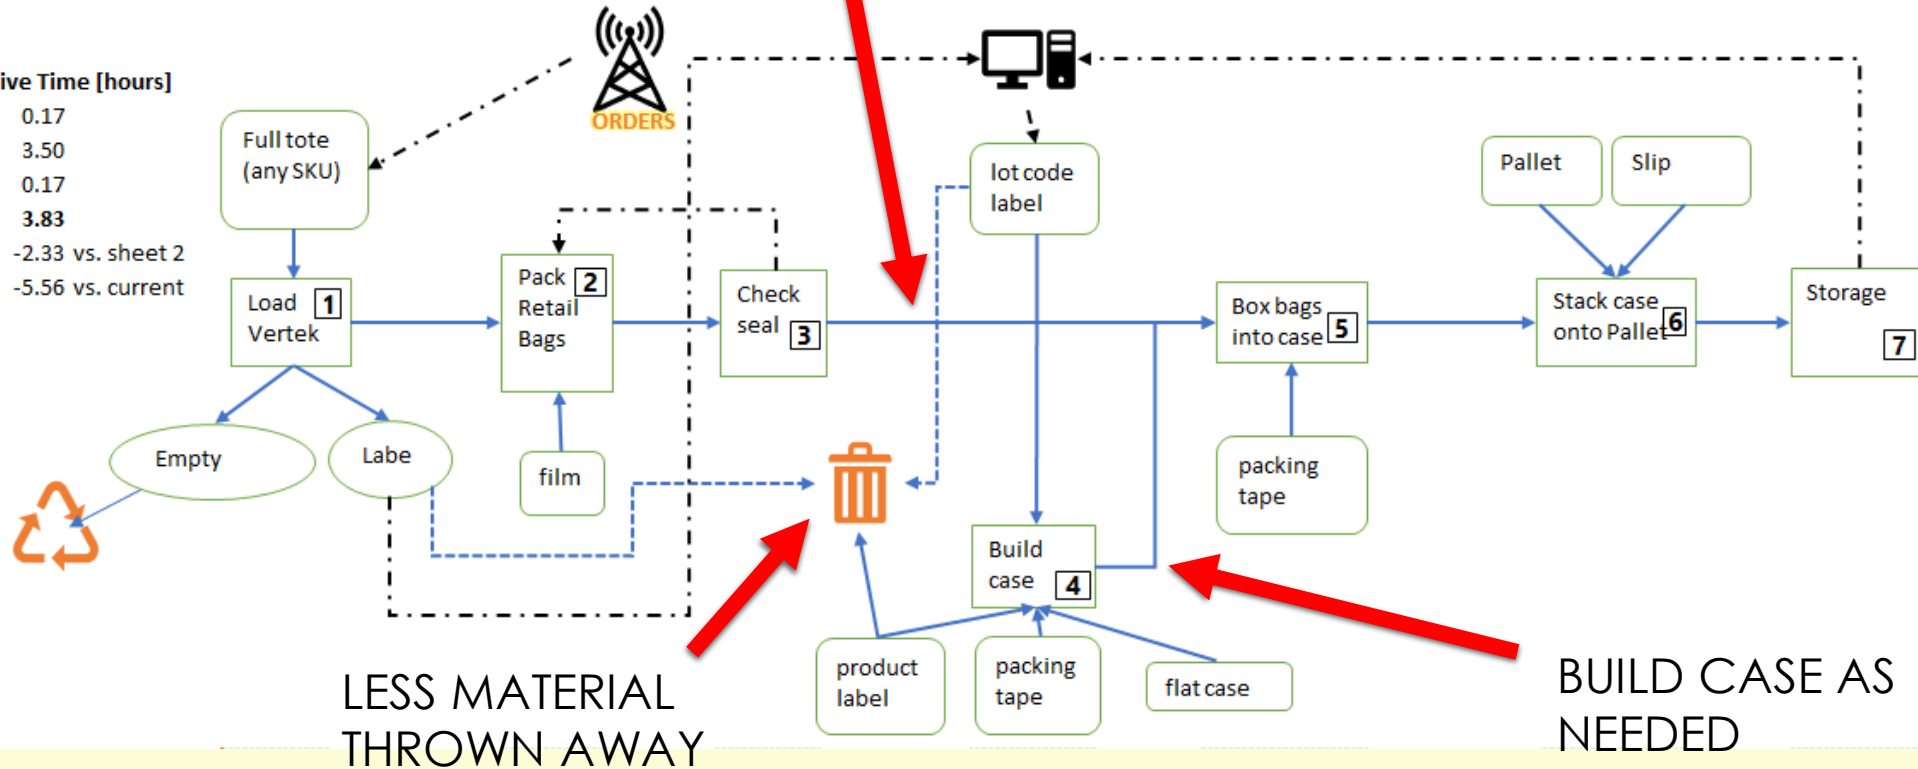 ive Time [hours]
0.17
3.50
0.17
3.83
-2.33 vs. sheet 2
-5.56 vs. current
ORDERS
Full tote
(any SKU)
lot code
label
Pallet
Slip
Load
Vertek
1
Pack
Retail
Bags
2
Check
seal
3
Box bags
into case
5
Stack case
onto Pallet
6
Storage
7
Empty
Labe
film
packing
tape
Build
case
4
product
label
packing
tape
flat case
LESS MATERIAL
THROWN AWAY
BUILD CASE AS
NEEDED